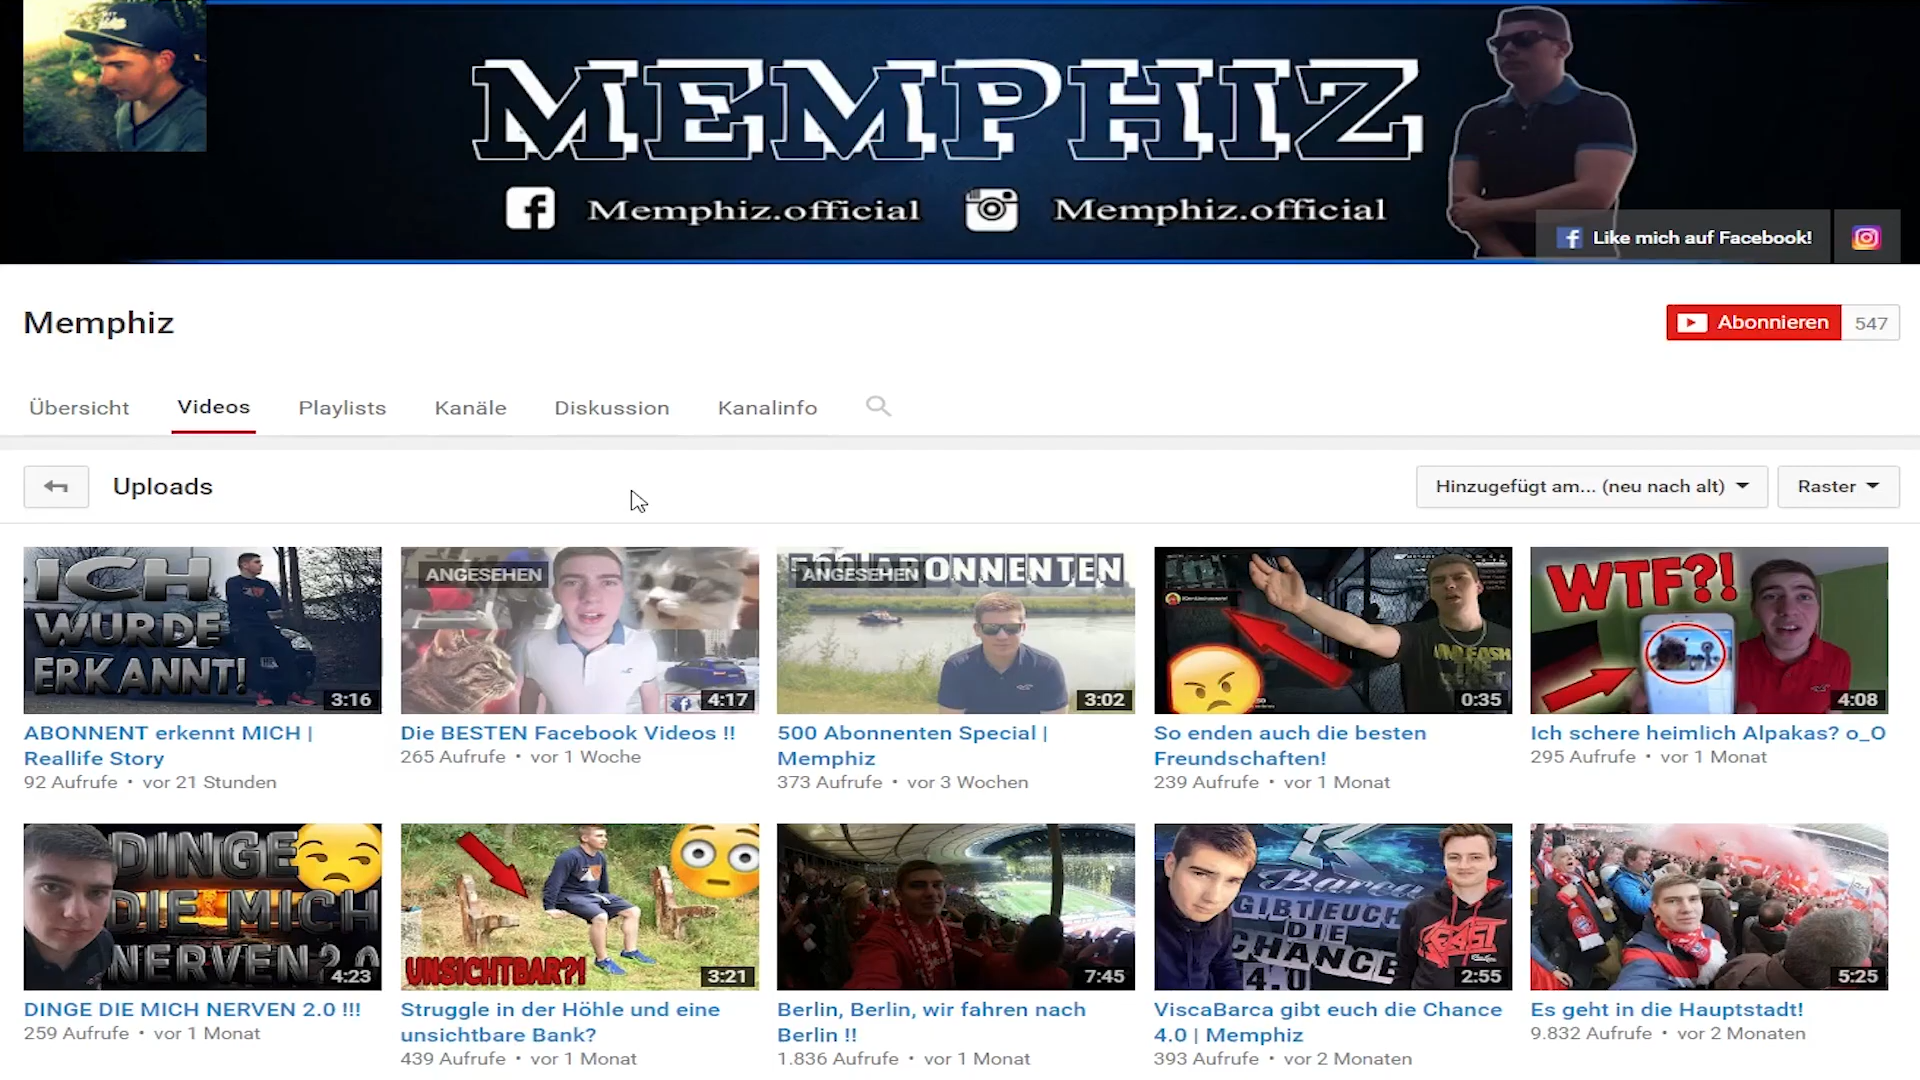 MEMPHIZ
Memphiz.official Memphiz.official
Like mich auf Facebook!
Memphiz
Abonnieren 547
Übersicht Videos Playlists Kanäle Diskussion Kanalinfo
Uploads
Hinzugefügt am... (neu nach alt) Raster
ICH
WURDE
ERKANNT!
3:16
ANGESEHEN
4:17
ANGESEHEN
3:02
0:35
WTF?!
4:08
ABONNENT erkennt MICH |
Reallife Story
92 Aufrufe • vor 21 Stunden
Die BESTEN Facebook Videos !!
265 Aufrufe • vor 1 Woche
500 Abonnenten Special |
Memphiz
373 Aufrufe • vor 3 Wochen
So enden auch die besten
Freundschaften!
239 Aufrufe • vor 1 Monat
Ich schere heimlich Alpakas? o_O
295 Aufrufe • vor 1 Monat
DINGE
DIE MICH
NERVEN 2.0
4:23
UNSICHTBAR?!
3:21
7:45
Barca
GIBT EUCH
DIE
CHANCE
4.0
2:55
5:25
DINGE DIE MICH NERVEN 2.0 !!!
259 Aufrufe • vor 1 Monat
Struggle in der Höhle und eine
unsichtbare Bank?
439 Aufrufe • vor 1 Monat
Berlin, Berlin, wir fahren nach
Berlin !!
1.836 Aufrufe • vor 1 Monat
ViscaBarca gibt euch die Chance
4.0 | Memphiz
393 Aufrufe • vor 2 Monaten
Es geht in die Hauptstadt!
9.832 Aufrufe • vor 2 Monaten